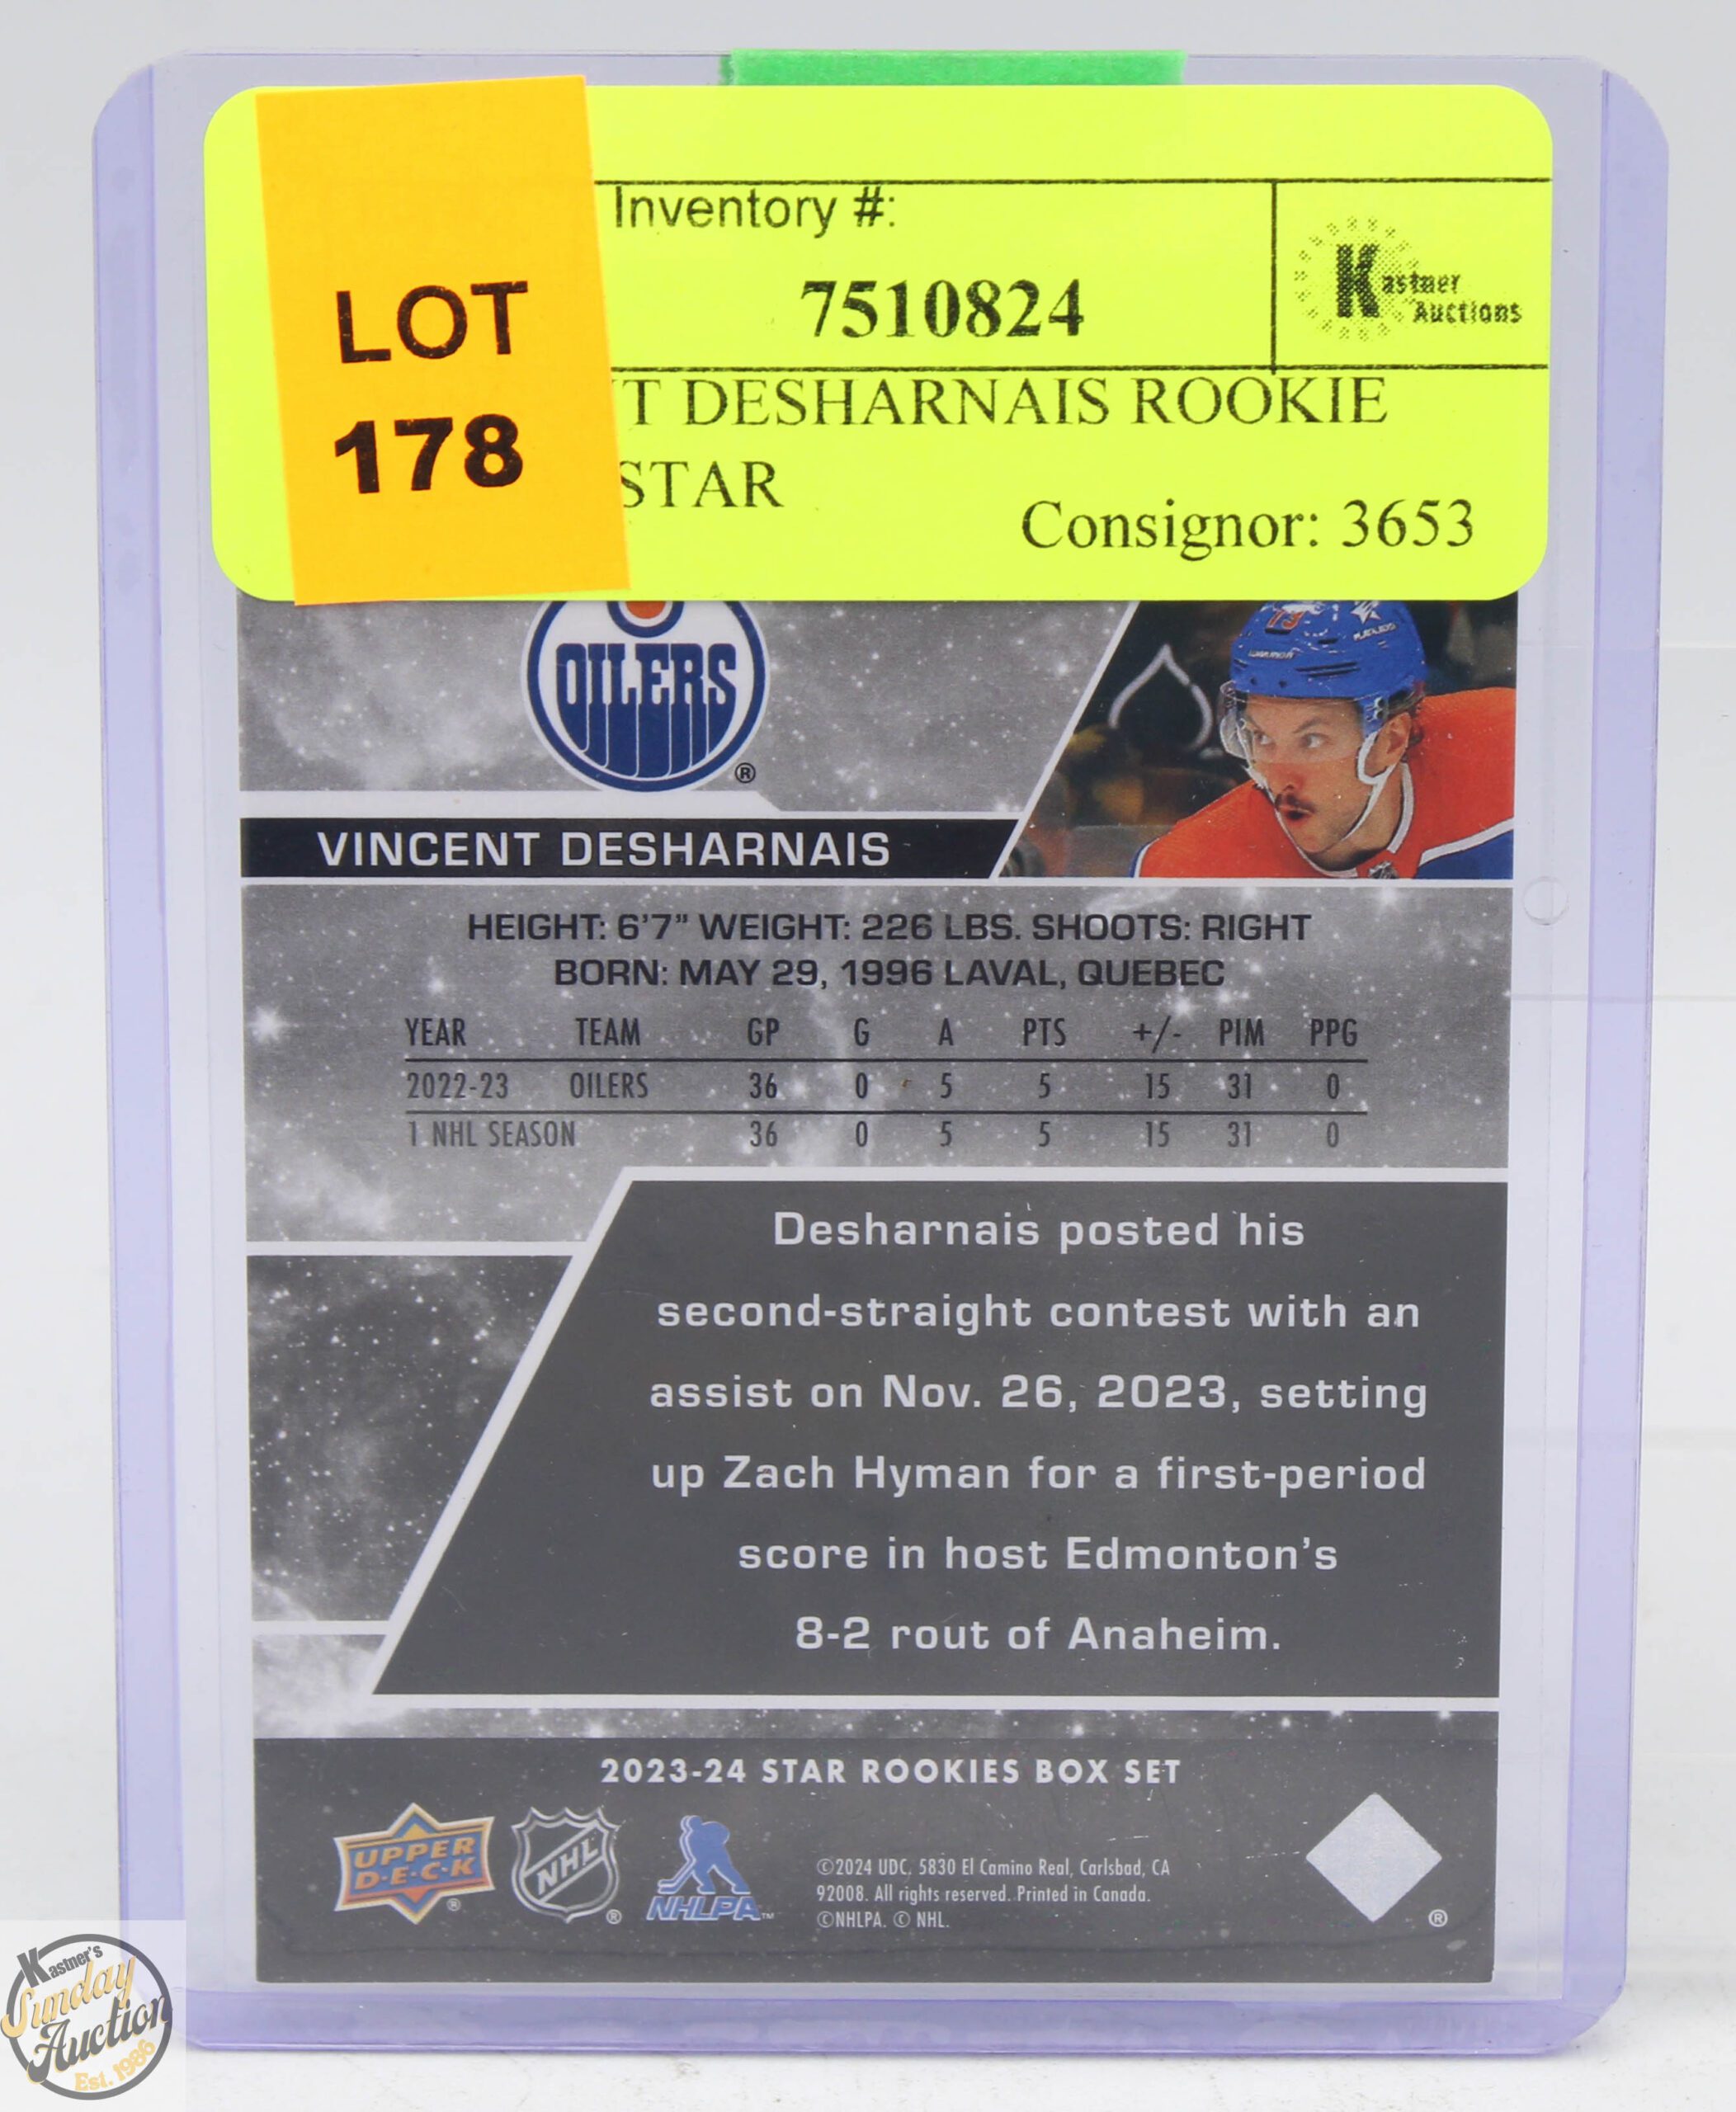 LOT
178
Inventory #:
7510824
Kastner
Auctions
T DESHARNAIS ROOKIE
STAR
Consignor: 3653
OILERS
®
VINCENT DESHARNAIS
HEIGHT: 6'7" WEIGHT: 226 LBS. SHOOTS: RIGHT
BORN: MAY 29, 1996 LAVAL, QUEBEC
YEAR TEAM GP G A PTS +/- PIM PPG
2022-23 OILERS 36 0 5 5 15 31 0
1 NHL SEASON 36 0 5 5 15 31 0
Desharnais posted his
second-straight contest with an
assist on Nov. 26, 2023, setting
up Zach Hyman for a first-period
score in host Edmonton's
8-2 rout of Anaheim.
2023-24 STAR ROOKIES BOX SET
UPPER
D·E·C·K
®
NHL
®
NHLPA™
©2024 UDC. 5830 El Camino Real, Carlsbad, CA
92008. All rights reserved. Printed in Canada.
©NHLPA. © NHL.
®
Kastner's
Sunday
Auction
Est. 1986